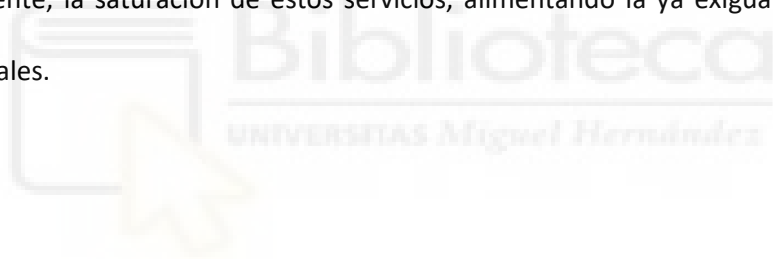 ente, la saturación de estos servicios, alimentando la ya exigua
ales.
Biblioteca
UNIVERSITAS Miguel Hernández